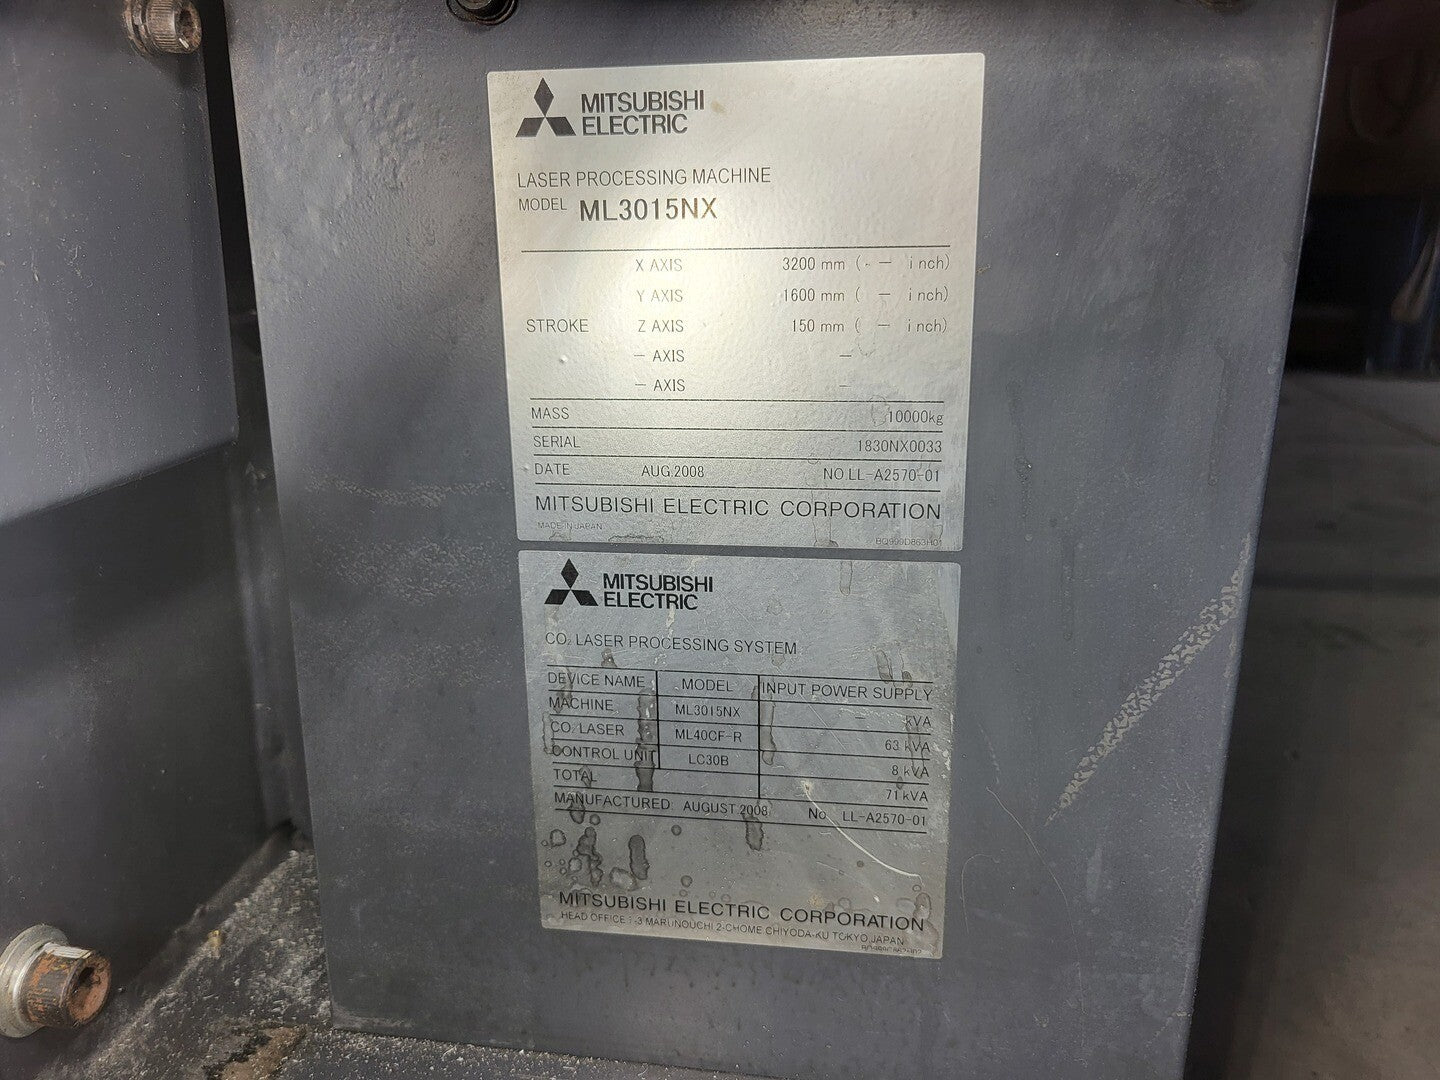 MITSUBISHI
ELECTRIC
LASER PROCESSING MACHINE
MODEL ML3015NX
X AXIS 3200 mm ( - inch)
Y AXIS 1600 mm ( - inch)
STROKE Z AXIS 150 mm ( - inch)
- AXIS -
- AXIS -
MASS 10000kg
SERIAL 1830NX0033
DATE AUG.2008 NO LL-A2570-01
MITSUBISHI ELECTRIC CORPORATION
MADE IN JAPAN BQ999D863H01
MITSUBISHI
ELECTRIC
CO₂ LASER PROCESSING SYSTEM
DEVICE NAME MODEL INPUT POWER SUPPLY
MACHINE ML3015NX - kVA
CO₂ LASER ML40CF-R 63 kVA
CONTROL UNIT LC30B 8 kVA
TOTAL 71 kVA
MANUFACTURED: AUGUST 2008 No. LL-A2570-01
MITSUBISHI ELECTRIC CORPORATION
HEAD OFFICE 1-3 MARUNOUCHI 2-CHOME CHIYODA-KU TOKYO JAPAN